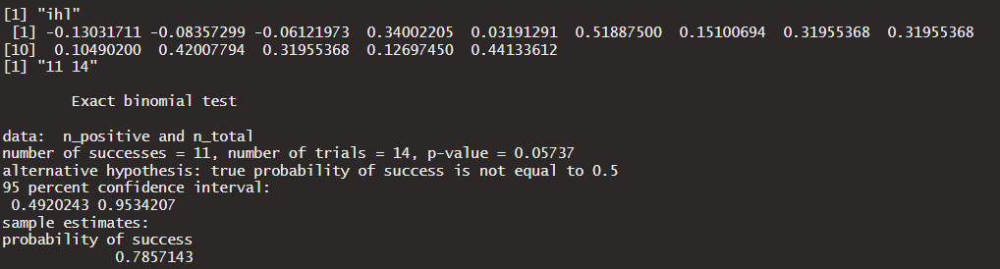 [1] "ihl"
[1] -0.13031711 -0.08357299 -0.06121973 0.34002205 0.03191291 0.51887500 0.15100694 0.31955368 0.31955368
[10] 0.10490200 0.42007794 0.31955368 0.12697450 0.44133612
[1] "11 14"
Exact binomial test
data: n_positive and n_total
number of successes = 11, number of trials = 14, p-value = 0.05737
alternative hypothesis: true probability of success is not equal to 0.5
95 percent confidence interval:
0.4920243 0.9534207
sample estimates:
probability of success
0.7857143